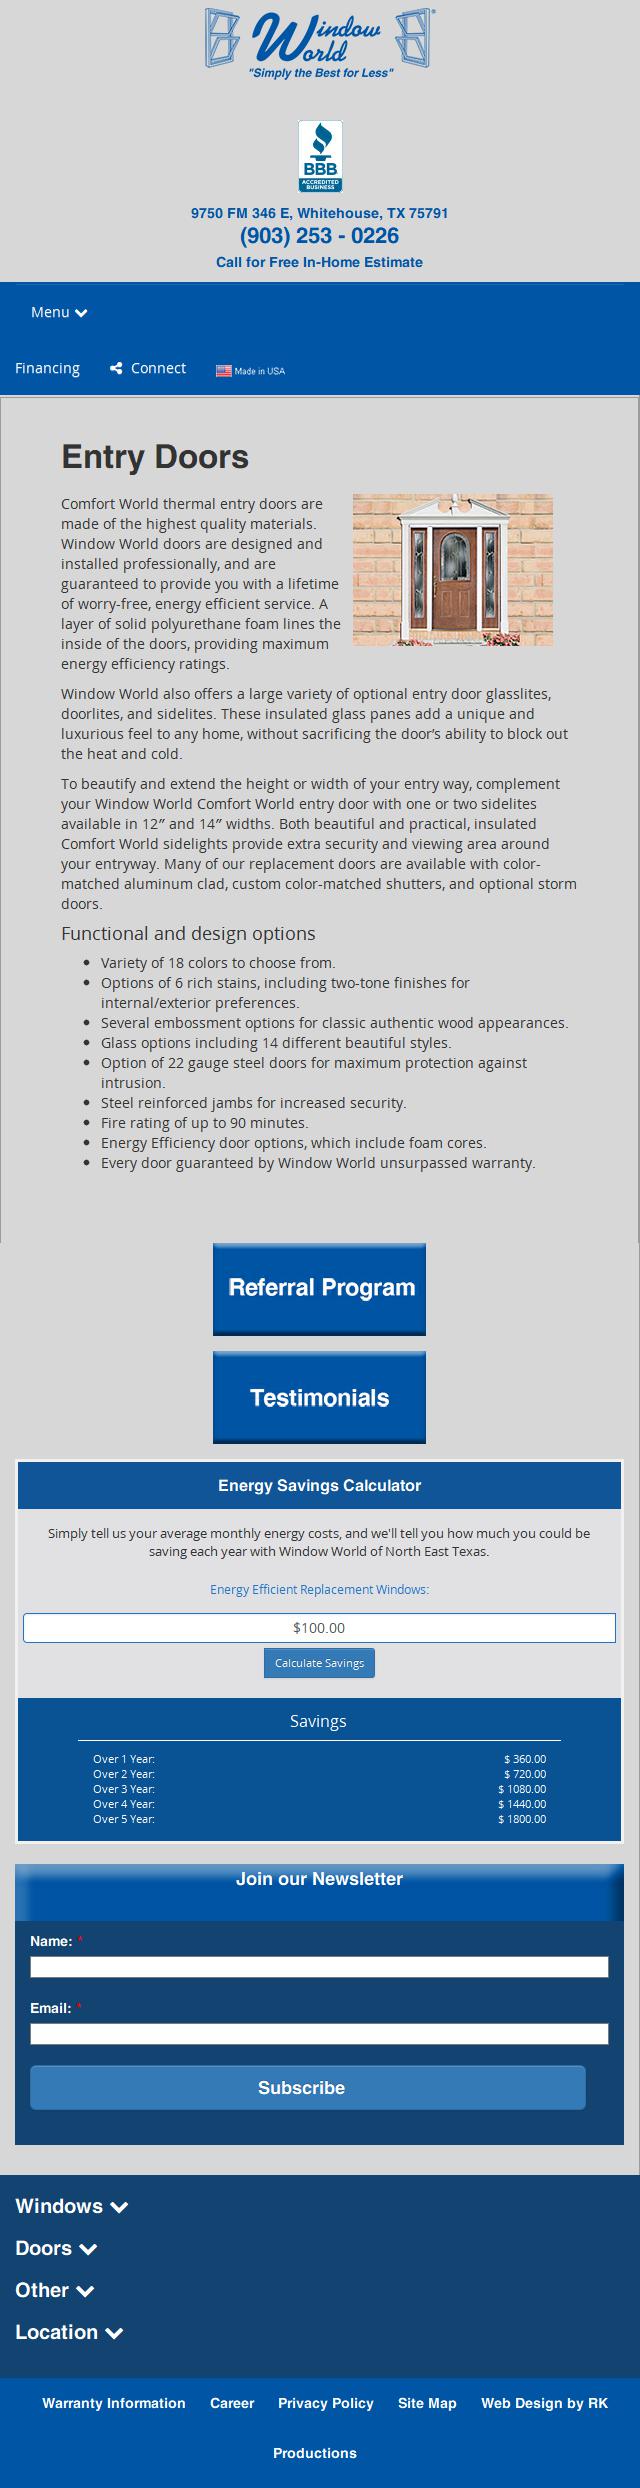 Window
World
"Simply the Best for Less"
BBB
ACCREDITED
BUSINESS
9750 FM 346 E, Whitehouse, TX 75791
(903) 253 - 0226
Call for Free In-Home Estimate
Menu
Financing Connect Made in USA
Entry Doors
Comfort World thermal entry doors are
made of the highest quality materials.
Window World doors are designed and
installed professionally, and are
guaranteed to provide you with a lifetime
of worry-free, energy efficient service. A
layer of solid polyurethane foam lines the
inside of the doors, providing maximum
energy efficiency ratings.
Window World also offers a large variety of optional entry door glasslites,
doorlites, and sidelites. These insulated glass panes add a unique and
luxurious feel to any home, without sacrificing the door’s ability to block out
the heat and cold.
To beautify and extend the height or width of your entry way, complement
your Window World Comfort World entry door with one or two sidelites
available in 12″ and 14″ widths. Both beautiful and practical, insulated
Comfort World sidelights provide extra security and viewing area around
your entryway. Many of our replacement doors are available with color-
matched aluminum clad, custom color-matched shutters, and optional storm
doors.
Functional and design options
• Variety of 18 colors to choose from.
• Options of 6 rich stains, including two-tone finishes for
internal/exterior preferences.
• Several embossment options for classic authentic wood appearances.
• Glass options including 14 different beautiful styles.
• Option of 22 gauge steel doors for maximum protection against
intrusion.
• Steel reinforced jambs for increased security.
• Fire rating of up to 90 minutes.
• Energy Efficiency door options, which include foam cores.
• Every door guaranteed by Window World unsurpassed warranty.
Referral Program
Testimonials
Energy Savings Calculator
Simply tell us your average monthly energy costs, and we'll tell you how much you could be
saving each year with Window World of North East Texas.
Energy Efficient Replacement Windows:
$100.00
Calculate Savings
Savings
Over 1 Year: $ 360.00
Over 2 Year: $ 720.00
Over 3 Year: $ 1080.00
Over 4 Year: $ 1440.00
Over 5 Year: $ 1800.00
Join our Newsletter
Name: *
Email: *
Subscribe
Windows
Doors
Other
Location
Warranty Information Career Privacy Policy Site Map Web Design by RK
Productions